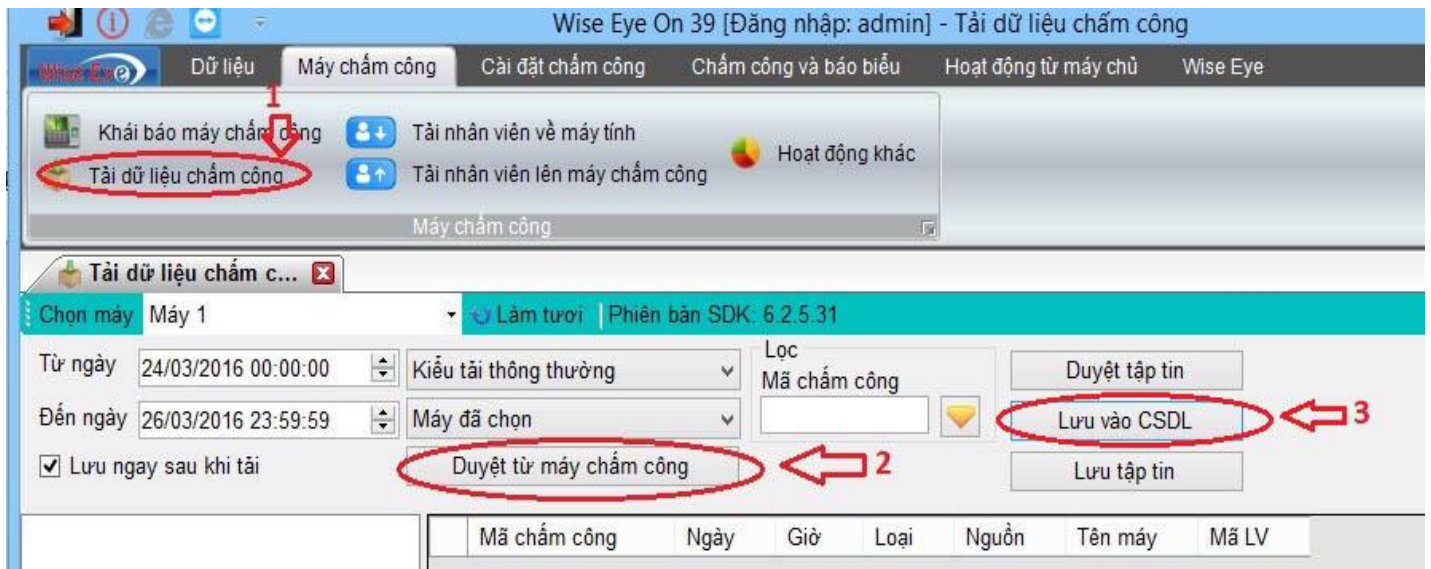 Wise Eye On 39 [Đăng nhập: admin] - Tải dữ liệu chấm công
Wise Eye Dữ liệu Máy chấm công Cài đặt chấm công Chấm công và báo biểu Hoạt động từ máy chủ Wise Eye
1
Khái báo máy chấm công Tải nhân viên về máy tính
Hoạt động khác
Tải dữ liệu chấm công Tải nhân viên lên máy chấm công
Máy chấm công
Tải dữ liệu chấm c...
Chọn máy Máy 1 Làm tươi Phiên bản SDK: 6.2.5.31
Từ ngày 24/03/2016 00:00:00 Kiểu tải thông thường Lọc Mã chấm công Duyệt tập tin
Đến ngày 26/03/2016 23:59:59 Máy đã chọn Lưu vào CSDL 3
Lưu ngay sau khi tải Duyệt từ máy chấm công 2 Lưu tập tin
Mã chấm công Ngày Giờ Loại Nguồn Tên máy Mã LV